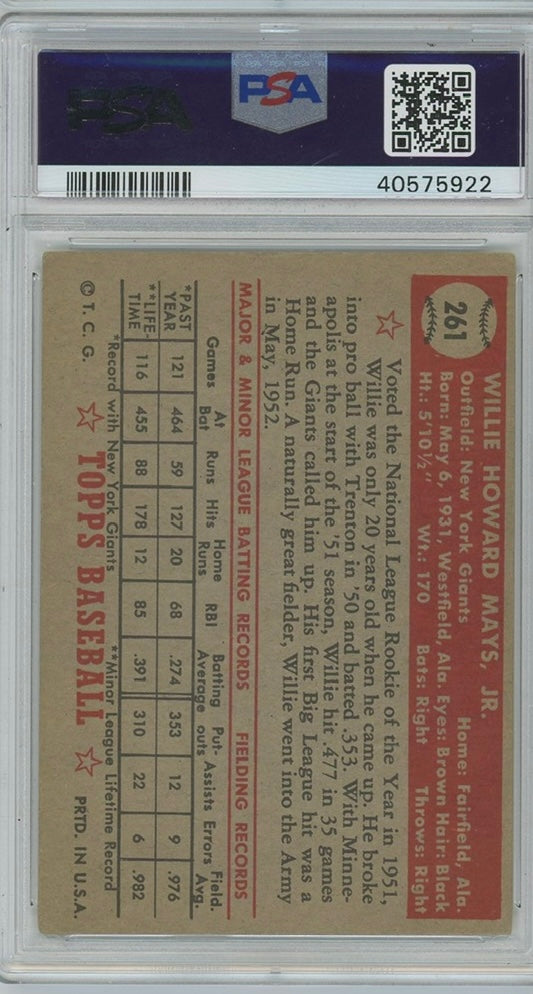 PSA
PSA
40575922
261
WILLIE HOWARD MAYS, JR.
Outfield: New York Giants Home: Fairfield, Ala.
Born: May 6, 1931, Westfield, Ala. Eyes: Brown Hair: Black
Ht.: 5'10½" Wt.: 170 Bats: Right Throws: Right
☆ Voted the National League Rookie of the Year in 1951,
Willie was only 20 years old when he came up. He broke
into pro ball with Trenton in '50 and batted .353. With Minne-
apolis at the start of the '51 season, Willie hit .477 in 35 games
and the Giants called him up. His first Big League hit was a
Home Run. A naturally great fielder, Willie went into the Army
in May, 1952.
MAJOR & MINOR LEAGUE BATTING RECORDS FIELDING RECORDS
Games At Bat Runs Hits Home Runs RBI Batting Average Put-outs Assists Errors Field. Avg.
*PAST YEAR 121 464 59 127 20 68 .274 353 12 9 .976
**LIFE-TIME 116 455 88 178 12 85 .391 310 22 6 .982
*Record with New York Giants **Minor League Lifetime Record
© T. C. G. ☆ TOPPS BASEBALL ☆ PRTD. IN U.S.A.